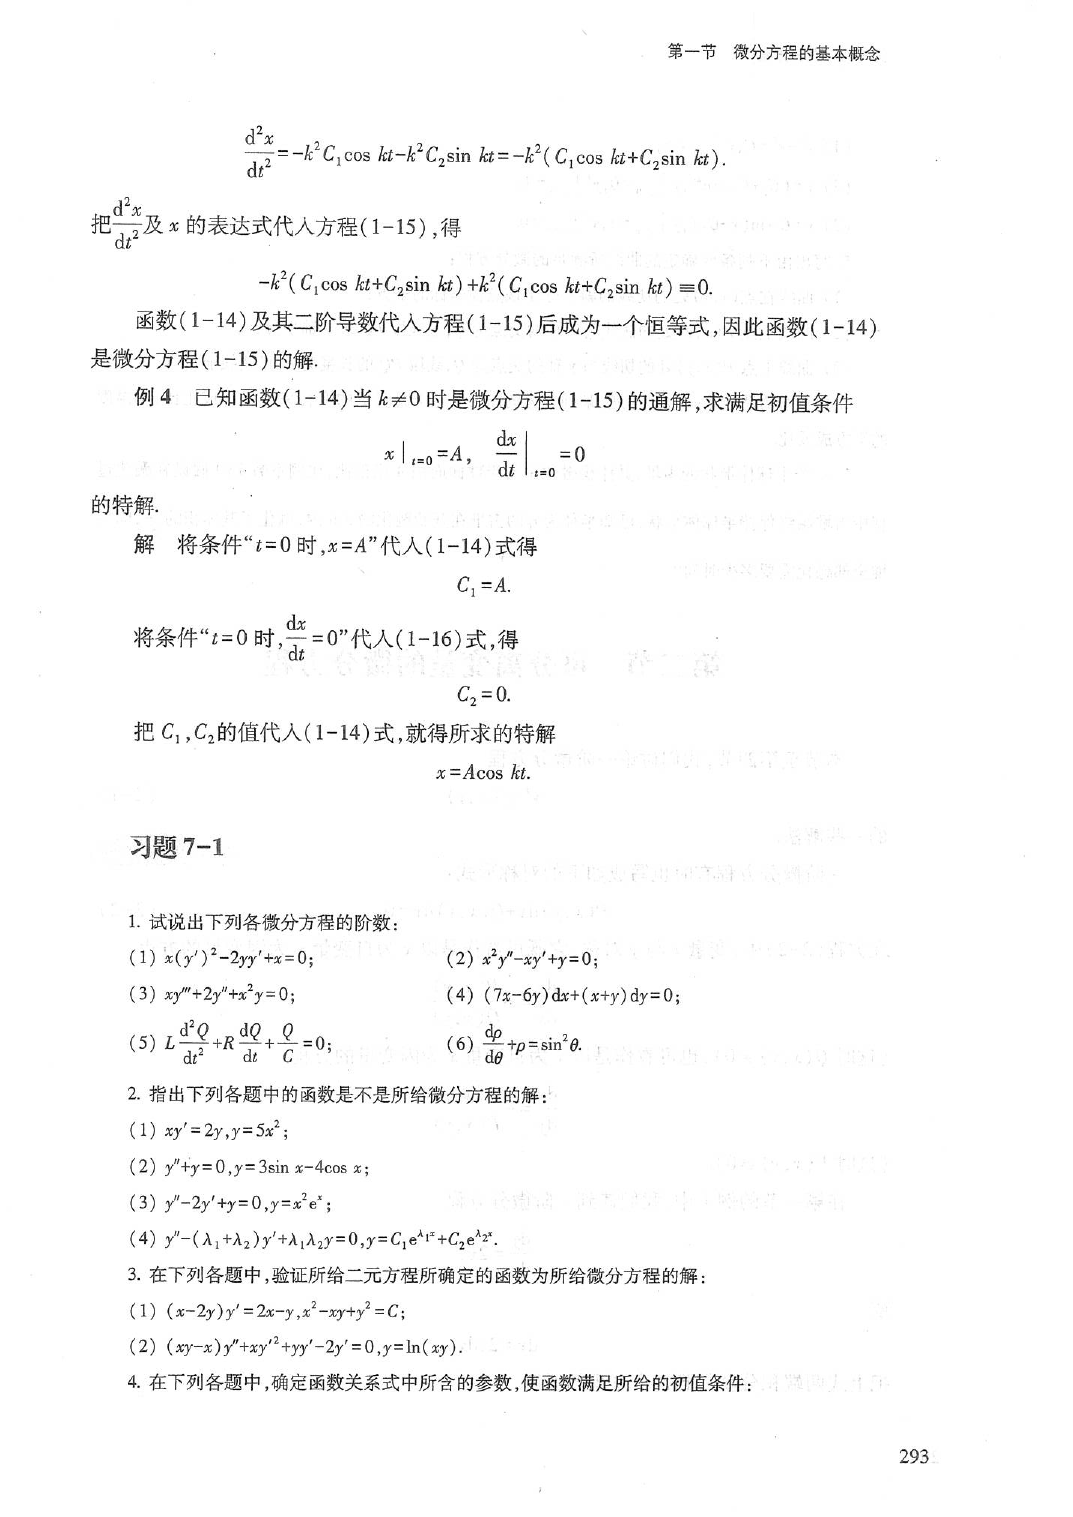 第一节 微分方程的基本概念
d²x/dt²=-k²C₁cos kt-k²C₂sin kt=-k²(C₁cos kt+C₂sin kt).
把d²x/dt²及 x 的表达式代入方程(1-15),得
-k²(C₁cos kt+C₂sin kt)+k²(C₁cos kt+C₂sin kt)≡0.
函数(1-14)及其二阶导数代入方程(1-15)后成为一个恒等式,因此函数(1-14)
是微分方程(1-15)的解.
例 4 已知函数(1-14)当 k≠0 时是微分方程(1-15)的通解,求满足初值条件
x|ₜ₌₀=A, dx/dt|ₜ₌₀=0
的特解.
解 将条件“t=0 时,x=A”代入(1-14)式得
C₁=A.
将条件“t=0 时,dx/dt=0”代入(1-16)式,得
C₂=0.
把 C₁,C₂的值代入(1-14)式,就得所求的特解
x=Acos kt.
习题 7-1
1. 试说出下列各微分方程的阶数:
(1) x(y′)²-2yy′+x=0; (2) x²y″-xy′+y=0;
(3) xy‴+2y″+x²y=0; (4) (7x-6y)dx+(x+y)dy=0;
(5) L d²Q/dt²+R dQ/dt+Q/C=0; (6) dρ/dθ+ρ=sin²θ.
2. 指出下列各题中的函数是不是所给微分方程的解:
(1) xy′=2y,y=5x²;
(2) y″+y=0,y=3sin x-4cos x;
(3) y″-2y′+y=0,y=x²eˣ;
(4) y″-(λ₁+λ₂)y′+λ₁λ₂y=0,y=C₁e^(λ₁x)+C₂e^(λ₂x).
3. 在下列各题中,验证所给二元方程所确定的函数为所给微分方程的解:
(1) (x-2y)y′=2x-y,x²-xy+y²=C;
(2) (xy-x)y″+xy′²+yy′-2y′=0,y=ln(xy).
4. 在下列各题中,确定函数关系式中所含的参数,使函数满足所给的初值条件:
293